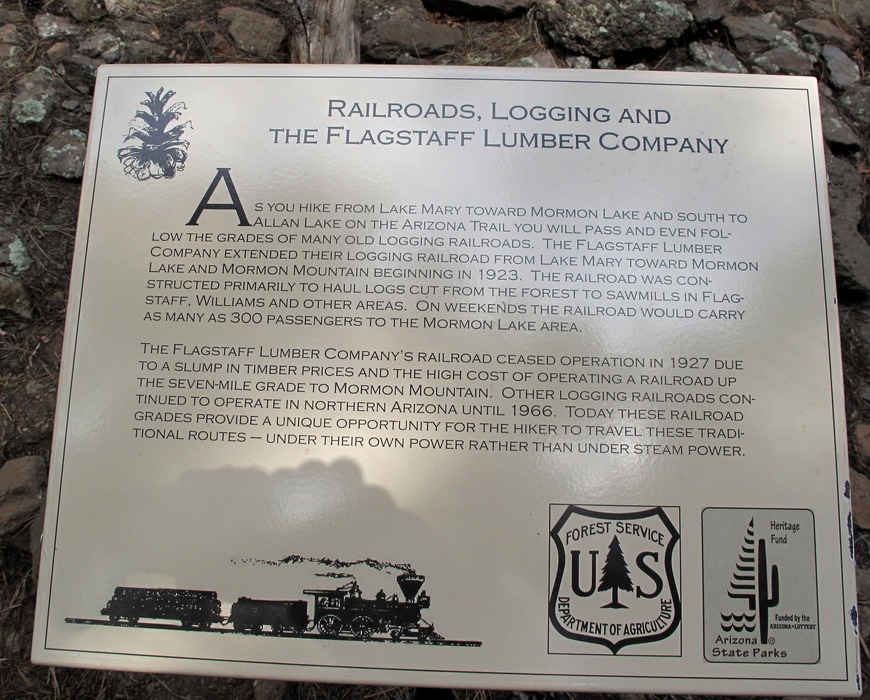 RAILROADS, LOGGING AND
THE FLAGSTAFF LUMBER COMPANY
AS YOU HIKE FROM LAKE MARY TOWARD MORMON LAKE AND SOUTH TO
ALLAN LAKE ON THE ARIZONA TRAIL YOU WILL PASS AND EVEN FOL-
LOW THE GRADES OF MANY OLD LOGGING RAILROADS. THE FLAGSTAFF LUMBER
COMPANY EXTENDED THEIR LOGGING RAILROAD FROM LAKE MARY TOWARD MORMON
LAKE AND MORMON MOUNTAIN BEGINNING IN 1923. THE RAILROAD WAS CON-
STRUCTED PRIMARILY TO HAUL LOGS CUT FROM THE FOREST TO SAWMILLS IN FLAG-
STAFF, WILLIAMS AND OTHER AREAS. ON WEEKENDS THE RAILROAD WOULD CARRY
AS MANY AS 300 PASSENGERS TO THE MORMON LAKE AREA.
THE FLAGSTAFF LUMBER COMPANY'S RAILROAD CEASED OPERATION IN 1927 DUE
TO A SLUMP IN TIMBER PRICES AND THE HIGH COST OF OPERATING A RAILROAD UP
THE SEVEN-MILE GRADE TO MORMON MOUNTAIN. OTHER LOGGING RAILROADS CON-
TINUED TO OPERATE IN NORTHERN ARIZONA UNTIL 1966. TODAY THESE RAILROAD
GRADES PROVIDE A UNIQUE OPPORTUNITY FOR THE HIKER TO TRAVEL THESE TRADI-
TIONAL ROUTES — UNDER THEIR OWN POWER RATHER THAN UNDER STEAM POWER.
FOREST SERVICE
US
DEPARTMENT OF AGRICULTURE
Heritage
Fund
Funded by the
ARIZONA LOTTERY
Arizona ®
State Parks